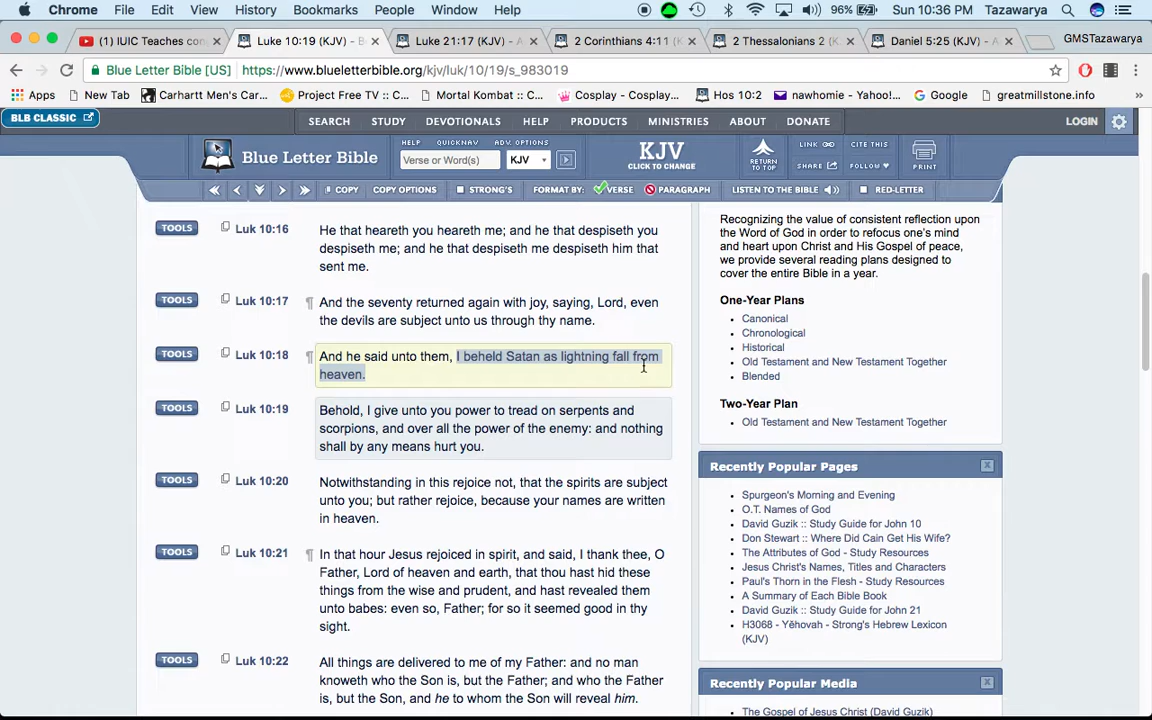 Chrome File Edit View History Bookmarks People Window Help 96% Sun 10:36 PM Tazawarya
(1) IUIC Teaches con Luke 10:19 (KJV) - B Luke 21:17 (KJV) - A 2 Corinthians 4:11 ( 2 Thessalonians 2 (K Daniel 5:25 (KJV) - A GMSTazawarya
Blue Letter Bible [US] https://www.blueletterbible.org/kjv/luk/10/19/s_983019
Apps New Tab Carhartt Men's Car... Project Free TV :: C... Mortal Kombat :: C... Cosplay - Cosplay... Hos 10:2 nawhomie - Yahoo!... Google greatmillstone.info
BLB CLASSIC SEARCH STUDY DEVOTIONALS HELP PRODUCTS MINISTRIES ABOUT DONATE LOGIN
Blue Letter Bible
HELP QUICKNAV ADV. OPTIONS
Verse or Word(s) KJV
KJV
CLICK TO CHANGE
RETURN TO TOP
LINK CITE THIS
SHARE FOLLOW
PRINT
COPY COPY OPTIONS STRONG'S FORMAT BY: VERSE PARAGRAPH LISTEN TO THE BIBLE RED-LETTER
TOOLS Luk 10:16 He that heareth you heareth me; and he that despiseth you
despiseth me; and he that despiseth me despiseth him that
sent me.
TOOLS Luk 10:17 ¶ And the seventy returned again with joy, saying, Lord, even
the devils are subject unto us through thy name.
TOOLS Luk 10:18 ¶ And he said unto them, I beheld Satan as lightning fall from
heaven.
TOOLS Luk 10:19 Behold, I give unto you power to tread on serpents and
scorpions, and over all the power of the enemy: and nothing
shall by any means hurt you.
TOOLS Luk 10:20 Notwithstanding in this rejoice not, that the spirits are subject
unto you; but rather rejoice, because your names are written
in heaven.
TOOLS Luk 10:21 ¶ In that hour Jesus rejoiced in spirit, and said, I thank thee, O
Father, Lord of heaven and earth, that thou hast hid these
things from the wise and prudent, and hast revealed them
unto babes: even so, Father; for so it seemed good in thy
sight.
TOOLS Luk 10:22 All things are delivered to me of my Father: and no man
knoweth who the Son is, but the Father; and who the Father
is, but the Son, and he to whom the Son will reveal him.
Recognizing the value of consistent reflection upon
the Word of God in order to refocus one's mind
and heart upon Christ and His Gospel of peace,
we provide several reading plans designed to
cover the entire Bible in a year.
One-Year Plans
Canonical
Chronological
Historical
Old Testament and New Testament Together
Blended
Two-Year Plan
Old Testament and New Testament Together
Recently Popular Pages
Spurgeon's Morning and Evening
O.T. Names of God
David Guzik :: Study Guide for John 10
Don Stewart :: Where Did Cain Get His Wife?
The Attributes of God - Study Resources
Jesus Christ's Names, Titles and Characters
Paul's Thorn in the Flesh - Study Resources
A Summary of Each Bible Book
David Guzik :: Study Guide for John 21
H3068 - Yĕhovah - Strong's Hebrew Lexicon
(KJV)
Recently Popular Media
The Gospel of Jesus Christ (David Guzik)